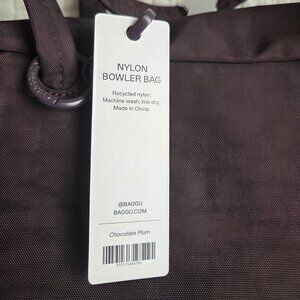 NYLON
BOWLER BAG
Recycled nylon.
Machine wash, line dry.
Made in China.
@BAGGU
BAGGU.COM
Chocolate Plum